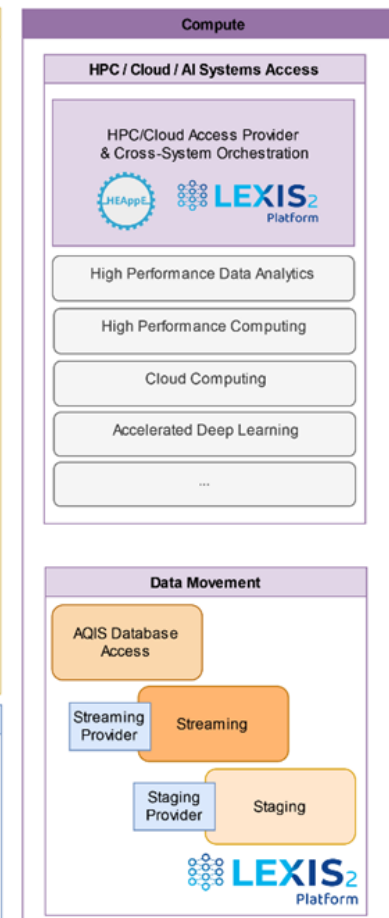 Compute
HPC / Cloud / AI Systems Access
HPC/Cloud Access Provider
& Cross-System Orchestration
HEAppE
LEXIS2
Platform
High Performance Data Analytics
High Performance Computing
Cloud Computing
Accelerated Deep Learning
...
Data Movement
AQIS Database
Access
Streaming
Provider
Streaming
Staging
Provider
Staging
LEXIS2
Platform